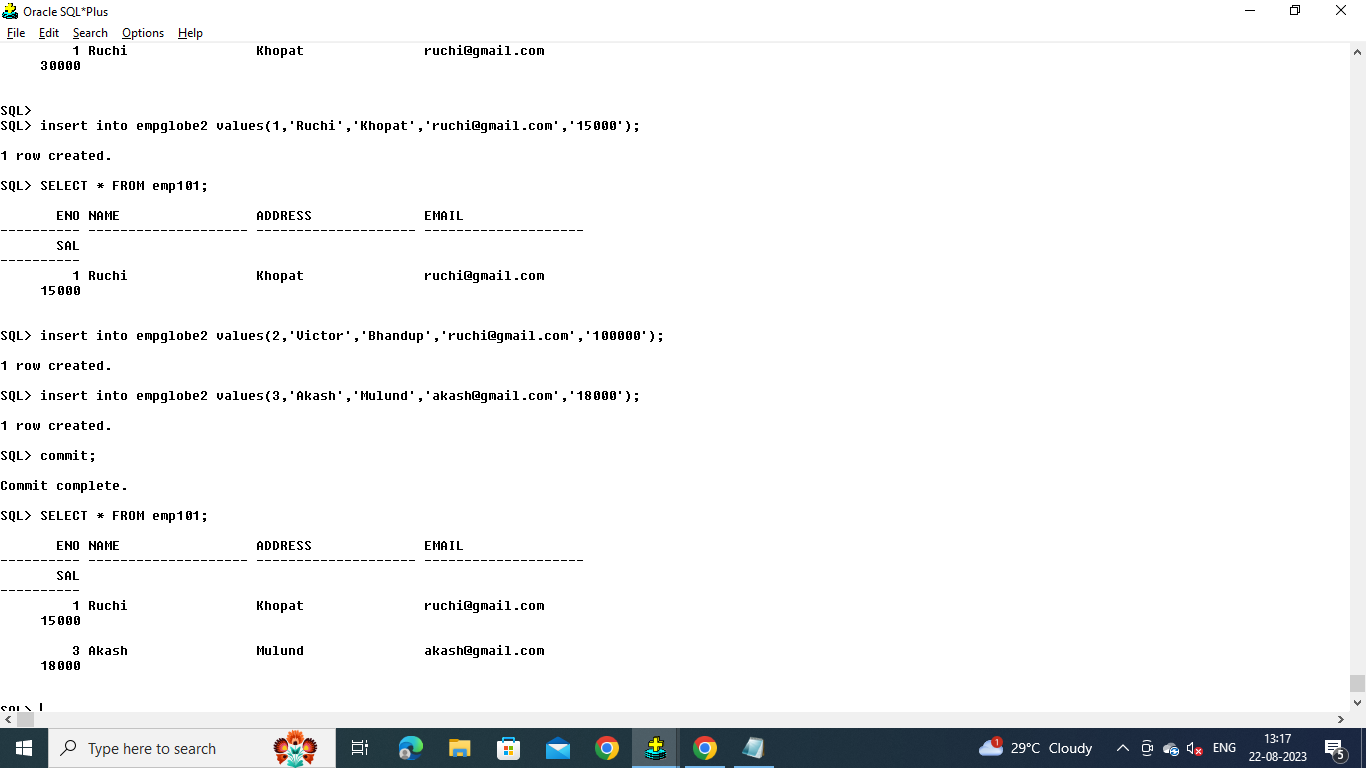 Oracle SQL*Plus
File Edit Search Options Help
1 Ruchi Khopat ruchi@gmail.com
30000
SQL>
SQL> insert into empglobe2 values(1,'Ruchi','Khopat','ruchi@gmail.com','15000');
1 row created.
SQL> SELECT * FROM emp101;
ENO NAME ADDRESS EMAIL
---------- -------------------- -------------------- --------------------
SAL
----------
1 Ruchi Khopat ruchi@gmail.com
15000
SQL> insert into empglobe2 values(2,'Victor','Bhandup','ruchi@gmail.com','100000');
1 row created.
SQL> insert into empglobe2 values(3,'Akash','Mulund','akash@gmail.com','18000');
1 row created.
SQL> commit;
Commit complete.
SQL> SELECT * FROM emp101;
ENO NAME ADDRESS EMAIL
---------- -------------------- -------------------- --------------------
SAL
----------
1 Ruchi Khopat ruchi@gmail.com
15000
3 Akash Mulund akash@gmail.com
18000
SQL>
Type here to search
1
29°C Cloudy
ENG
13:17
22-08-2023
5